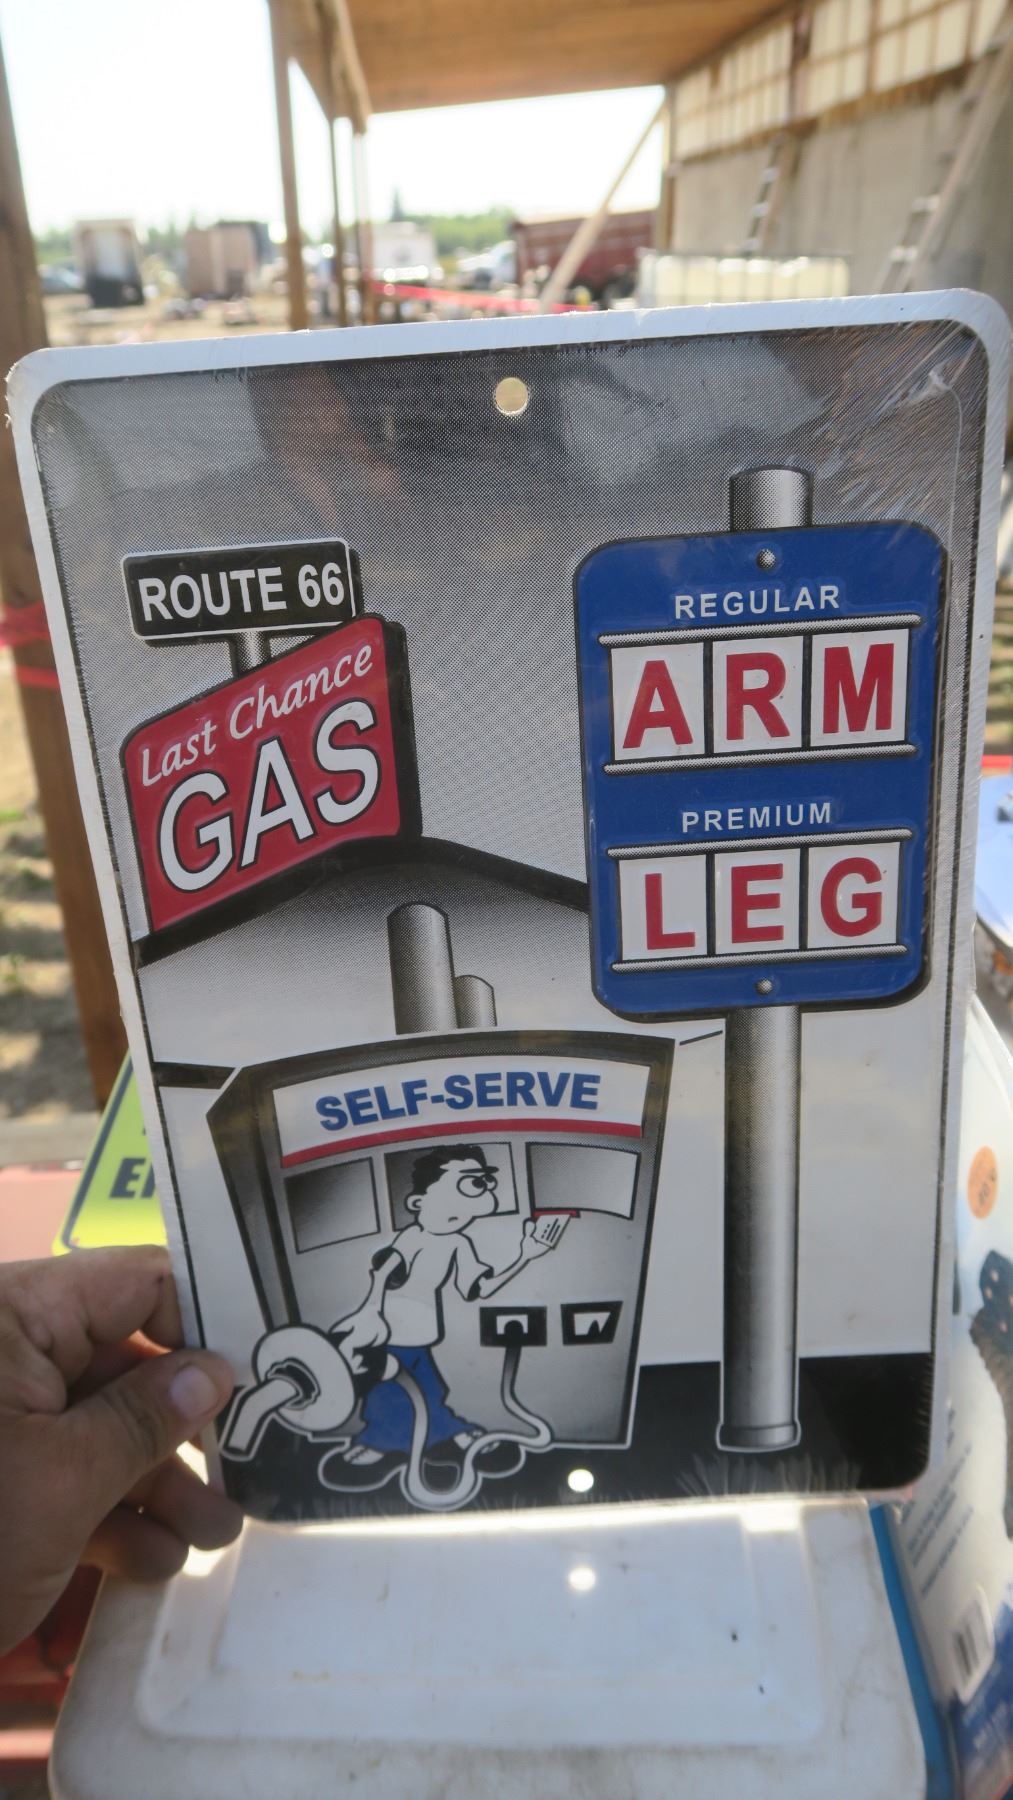 ROUTE 66
Last Chance
GAS
REGULAR
ARM
PREMIUM
LEG
SELF-SERVE